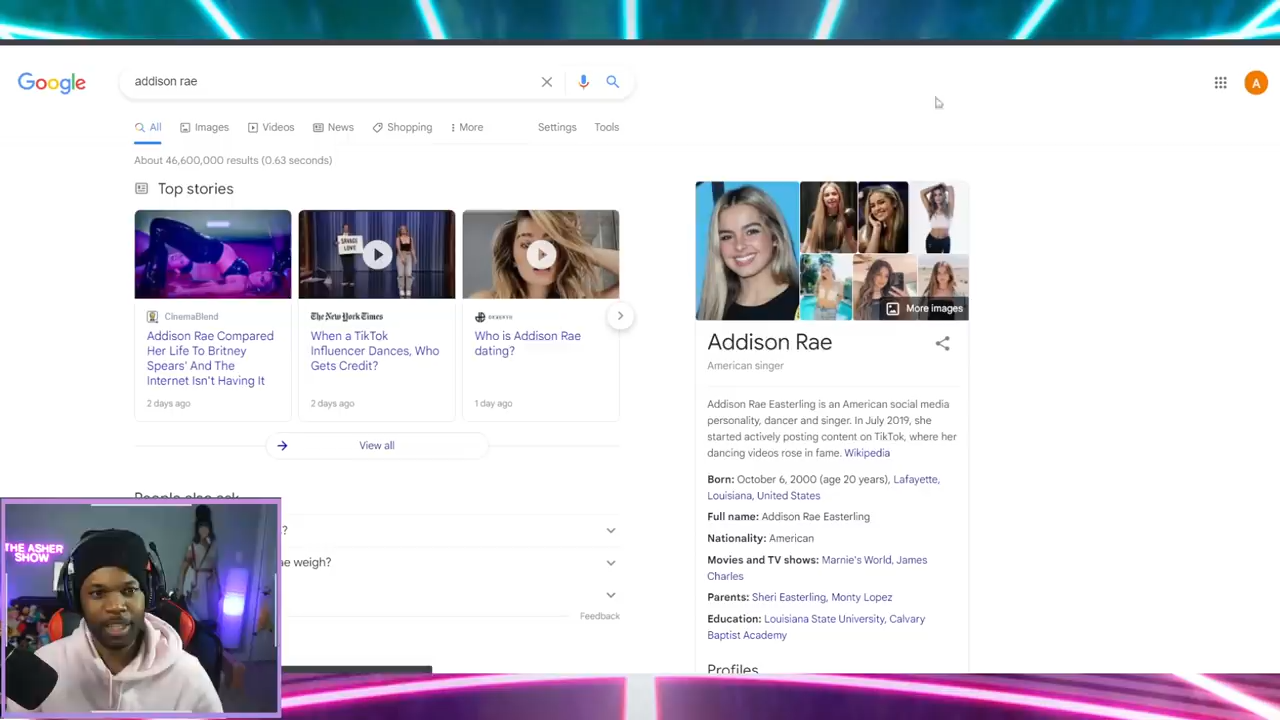 Google
addison rae
A
All
Images
Videos
News
Shopping
More
Settings
Tools
About 46,600,000 results (0.63 seconds)
Top stories
SAVAGE
LOVE
CinemaBlend
Addison Rae Compared
Her Life To Britney
Spears' And The
Internet Isn't Having It
2 days ago
The New York Times
When a TikTok
Influencer Dances, Who
Gets Credit?
2 days ago
Who is Addison Rae
dating?
1 day ago
View all
People also ask
?
weigh?
Feedback
THE ASHER
SHOW
More images
Addison Rae
American singer
Addison Rae Easterling is an American social media
personality, dancer and singer. In July 2019, she
started actively posting content on TikTok, where her
dancing videos rose in fame. Wikipedia
Born: October 6, 2000 (age 20 years), Lafayette,
Louisiana, United States
Full name: Addison Rae Easterling
Nationality: American
Movies and TV shows: Marnie's World, James
Charles
Parents: Sheri Easterling, Monty Lopez
Education: Louisiana State University, Calvary
Baptist Academy
Profiles